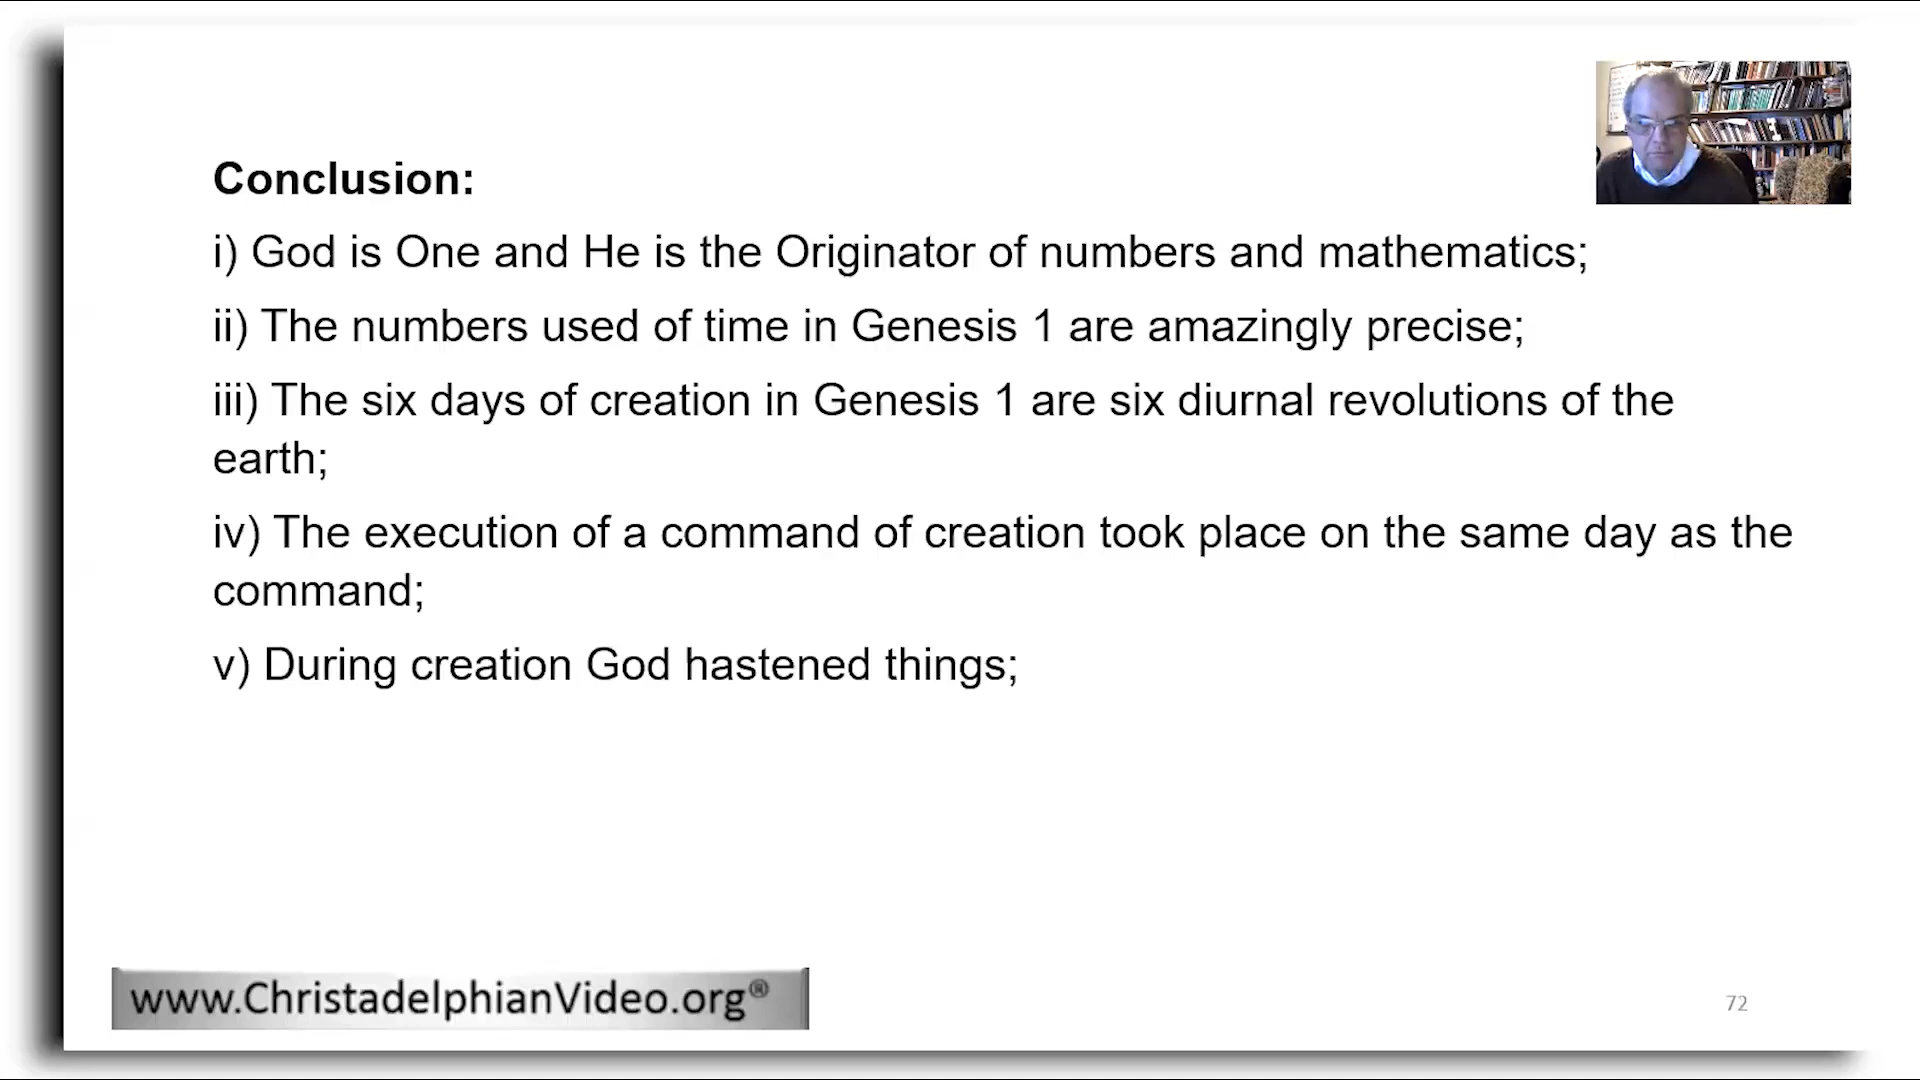 Conclusion:
i) God is One and He is the Originator of numbers and mathematics;
ii) The numbers used of time in Genesis 1 are amazingly precise;
iii) The six days of creation in Genesis 1 are six diurnal revolutions of the
earth;
iv) The execution of a command of creation took place on the same day as the
command;
v) During creation God hastened things;
www.ChristadelphianVideo.org®
72